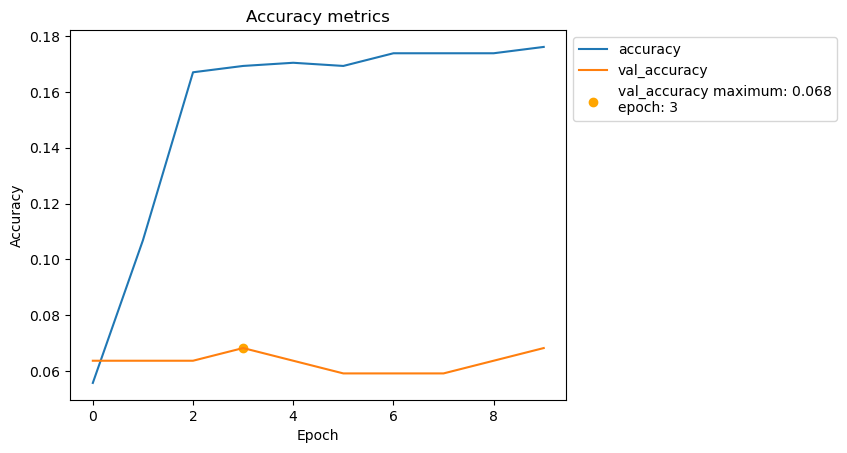 Accuracy metrics
0.18
0.16
0.14
0.12
0.10
0.08
0.06
Accuracy
0 2 4 6 8
Epoch
accuracy
val_accuracy
val_accuracy maximum: 0.068
epoch: 3